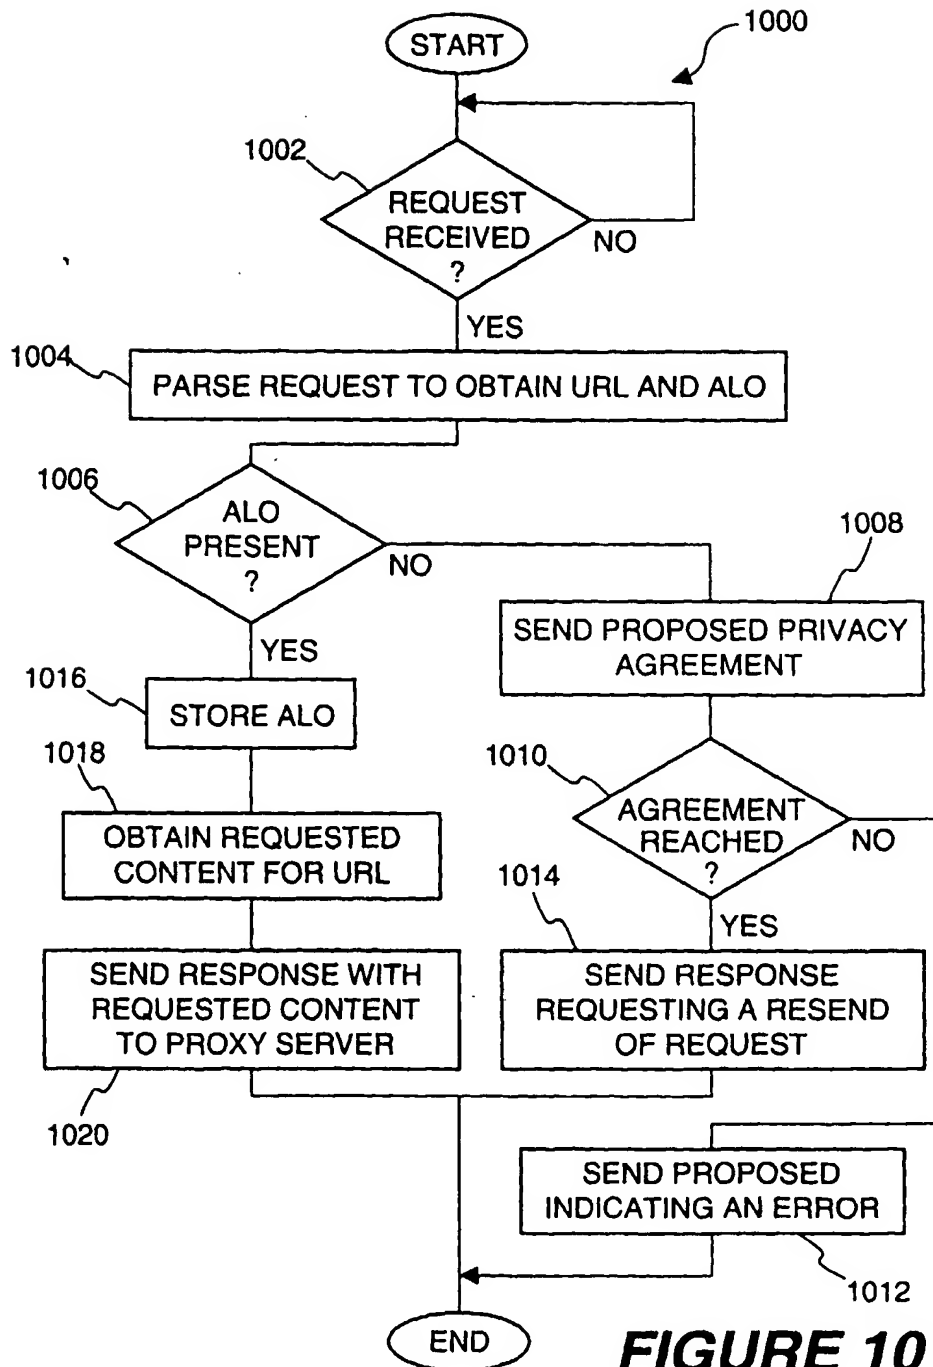 START
1000
1002
REQUEST
RECEIVED
?
NO
YES
1004
PARSE REQUEST TO OBTAIN URL AND ALO
1006
ALO
PRESENT
?
NO
1008
SEND PROPOSED PRIVACY
AGREEMENT
YES
1016
STORE ALO
1010
AGREEMENT
REACHED
?
NO
1018
OBTAIN REQUESTED
CONTENT FOR URL
1014
YES
SEND RESPONSE WITH
REQUESTED CONTENT
TO PROXY SERVER
SEND RESPONSE
REQUESTING A RESEND
OF REQUEST
1020
SEND PROPOSED
INDICATING AN ERROR
1012
END
FIGURE 10